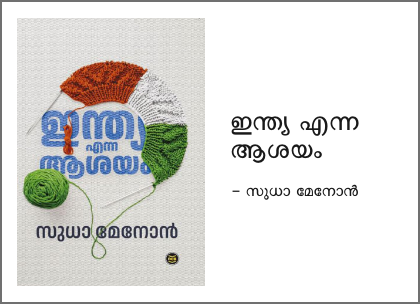 ഇന്ത്യ
എന്ന
ആശയം
സുധാ മേനോൻ
ഇന്ത്യ എന്ന
ആശയം
– സുധാ മേനോൻ